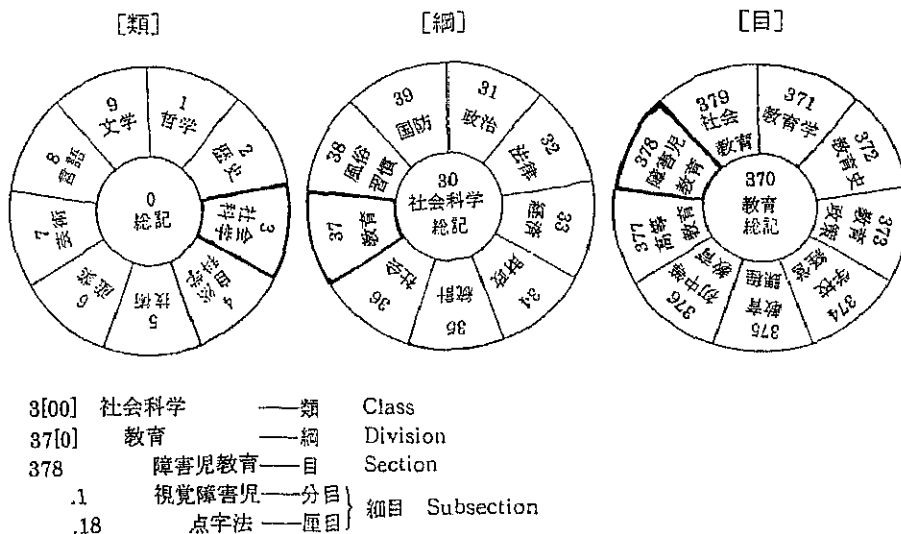 [類]
[綱]
[目]
0 総記
1 哲学
2 歴史
3 社会科学
4 自然科学
5 技術
6 産業
7 芸術
8 言語
9 文学
30 社会科学 総記
31 政治
32 法律
33 経済
34 財政
35 統計
36 社会
37 教育
38 風俗 習慣
39 国防
370 教育 総記
371 教育学
372 教育史
373 教育 政策
374 学校 経営
375 教育 課程
376 初中等 教育
377 高等 教育
378 障害児 教育
379 社会 教育
3[00] 社会科学 ——類 Class
37[0] 教育 ——綱 Division
378 障害児教育——目 Section
.1 視覚障害児——分目
.18 点字法——厘目
細目 Subsection